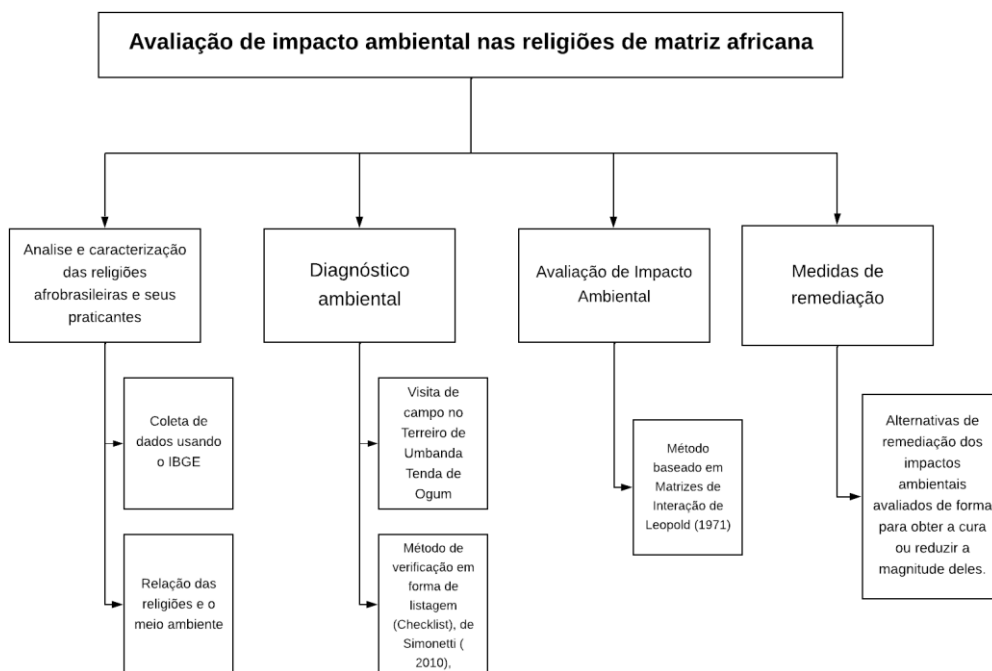 Avaliação de impacto ambiental nas religiões de matriz africana
Analise e caracterização
das religiões
afrobrasileiras e seus
praticantes
Coleta de
dados usando
o IBGE
Relação das
religiões e o
meio ambiente
Diagnóstico
ambiental
Visita de
campo no
Terreiro de
Umbanda
Tenda de
Ogum
Método de
verificação em
forma de
listagem
(Checklist), de
Simonetti (
2010),
Avaliação de Impacto
Ambiental
Método
baseado em
Matrizes de
Interação de
Leopold (1971)
Medidas de
remediação
Alternativas de
remediação dos
impactos
ambientais
avaliados de forma
para obter a cura
ou reduzir a
magnitude deles.